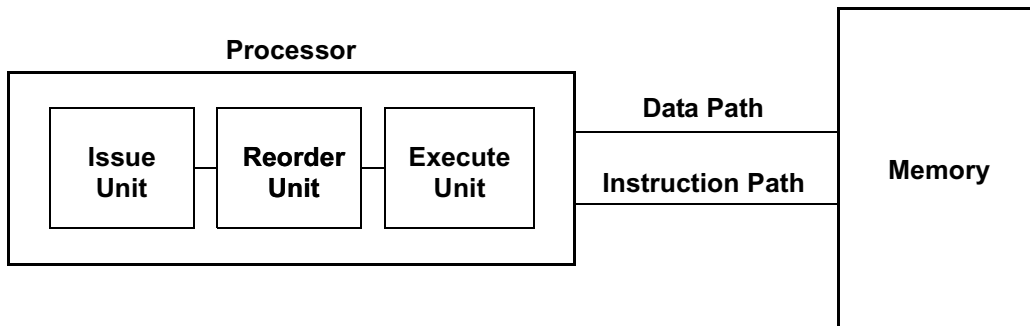 Processor
Issue
Unit
Reorder
Unit
Execute
Unit
Data Path
Instruction Path
Memory